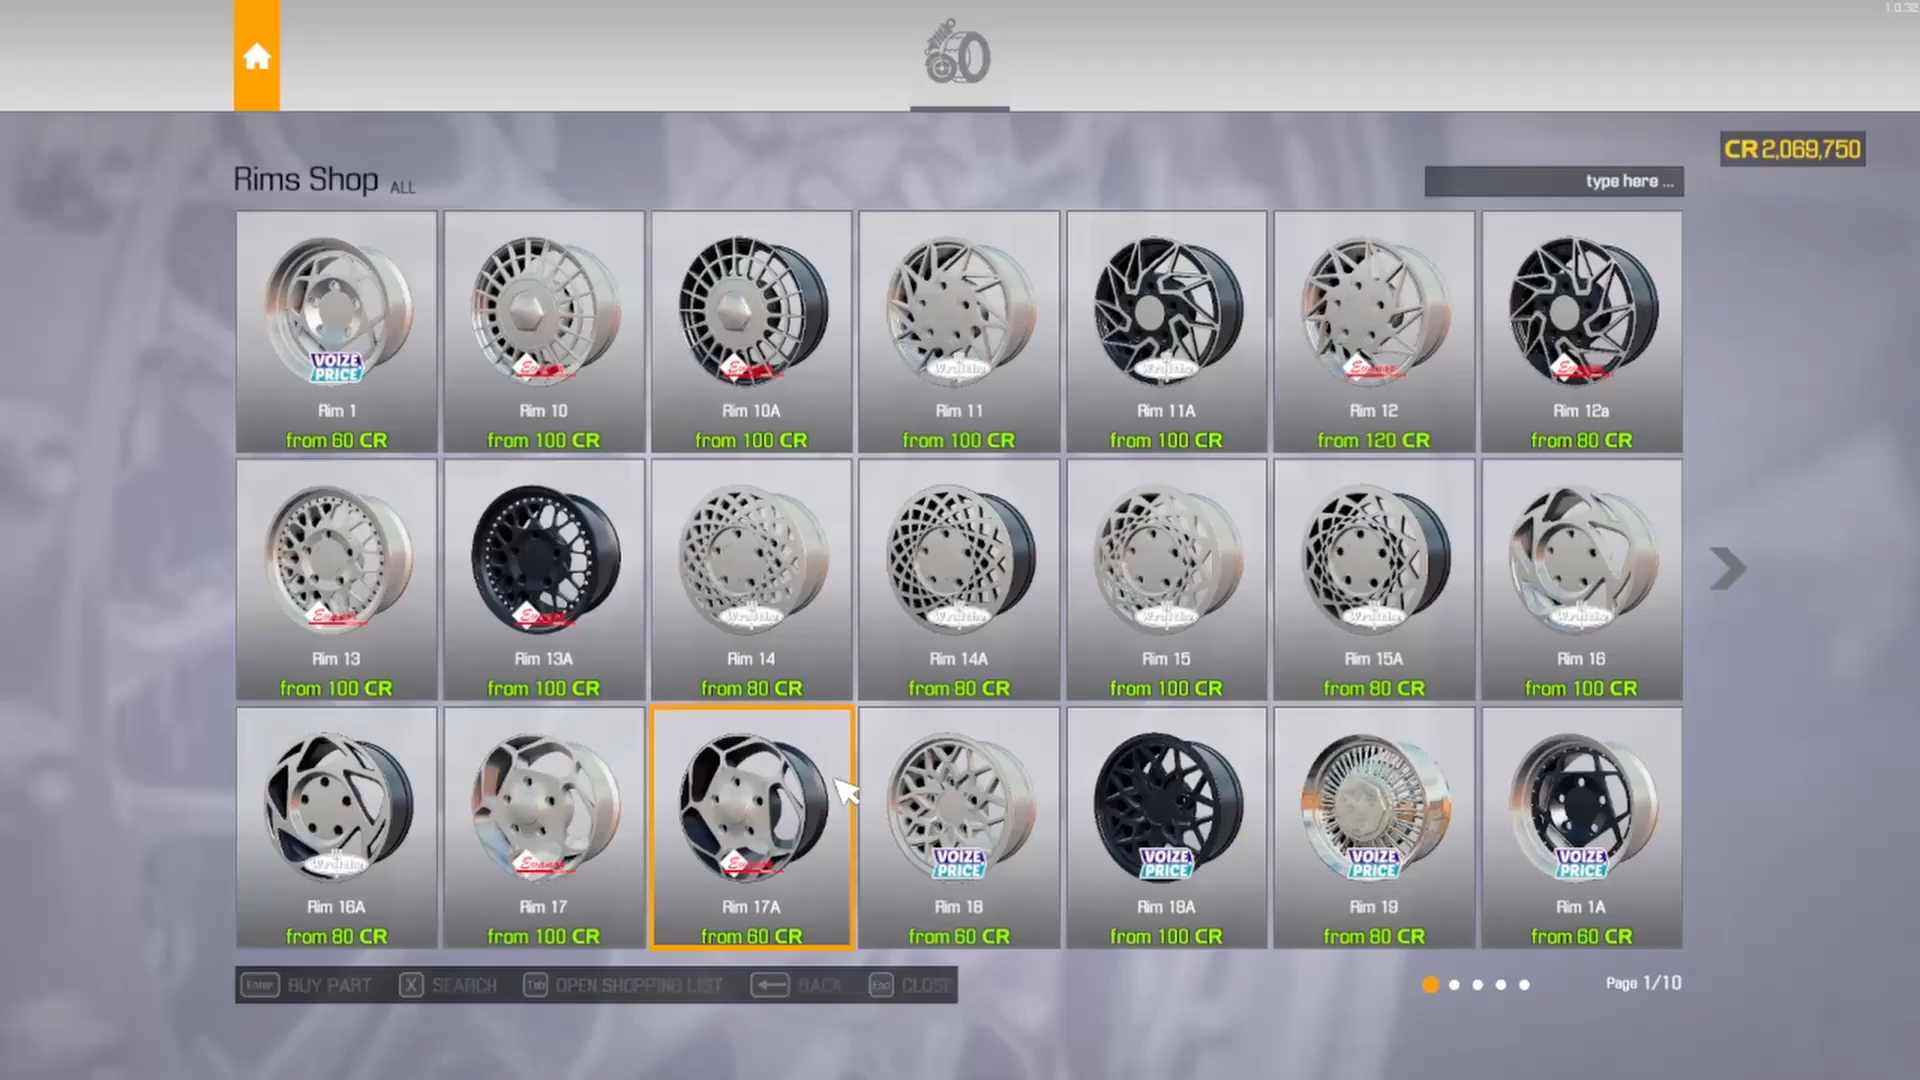 1.0.32
CR 2,069,750
Rims Shop ALL
type here ...
VOIZE PRICE
Rim 1
from 60 CR
Rim 10
from 100 CR
Rim 10A
from 100 CR
Rim 11
from 100 CR
Rim 11A
from 100 CR
Rim 12
from 120 CR
Rim 12a
from 80 CR
Rim 13
from 100 CR
Rim 13A
from 100 CR
Rim 14
from 80 CR
Rim 14A
from 80 CR
Rim 15
from 100 CR
Rim 15A
from 80 CR
Rim 16
from 100 CR
Rim 16A
from 80 CR
Rim 17
from 100 CR
Rim 17A
from 60 CR
VOIZE PRICE
Rim 18
from 60 CR
VOIZE PRICE
Rim 18A
from 100 CR
VOIZE PRICE
Rim 19
from 80 CR
VOIZE PRICE
Rim 1A
from 60 CR
Enter BUY PART X SEARCH Tab OPEN SHOPPING LIST BACK Esc CLOSE
Page 1/10